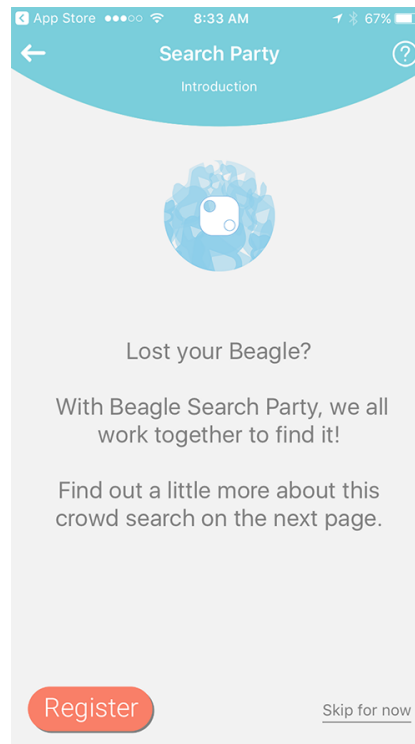 App Store 8:33 AM 67%
Search Party ?
Introduction
Lost your Beagle?
With Beagle Search Party, we all
work together to find it!
Find out a little more about this
crowd search on the next page.
Register Skip for now